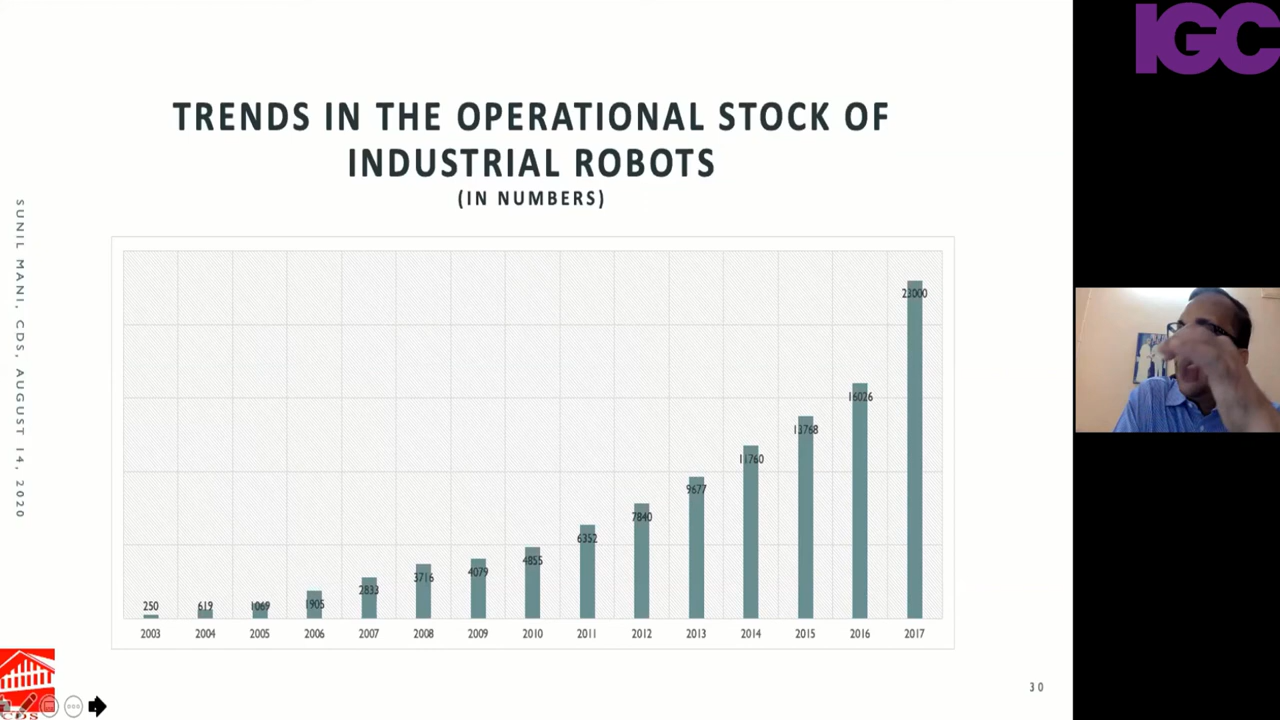 IGC
TRENDS IN THE OPERATIONAL STOCK OF
INDUSTRIAL ROBOTS
(IN NUMBERS)
SUNIL MANI, CDS, AUGUST 14, 2020
250 619 1069 1905 2833 3716 4079 4855 6352 7840 9677 11760 13768 16026 23000
2003 2004 2005 2006 2007 2008 2009 2010 2011 2012 2013 2014 2015 2016 2017
CDS
30